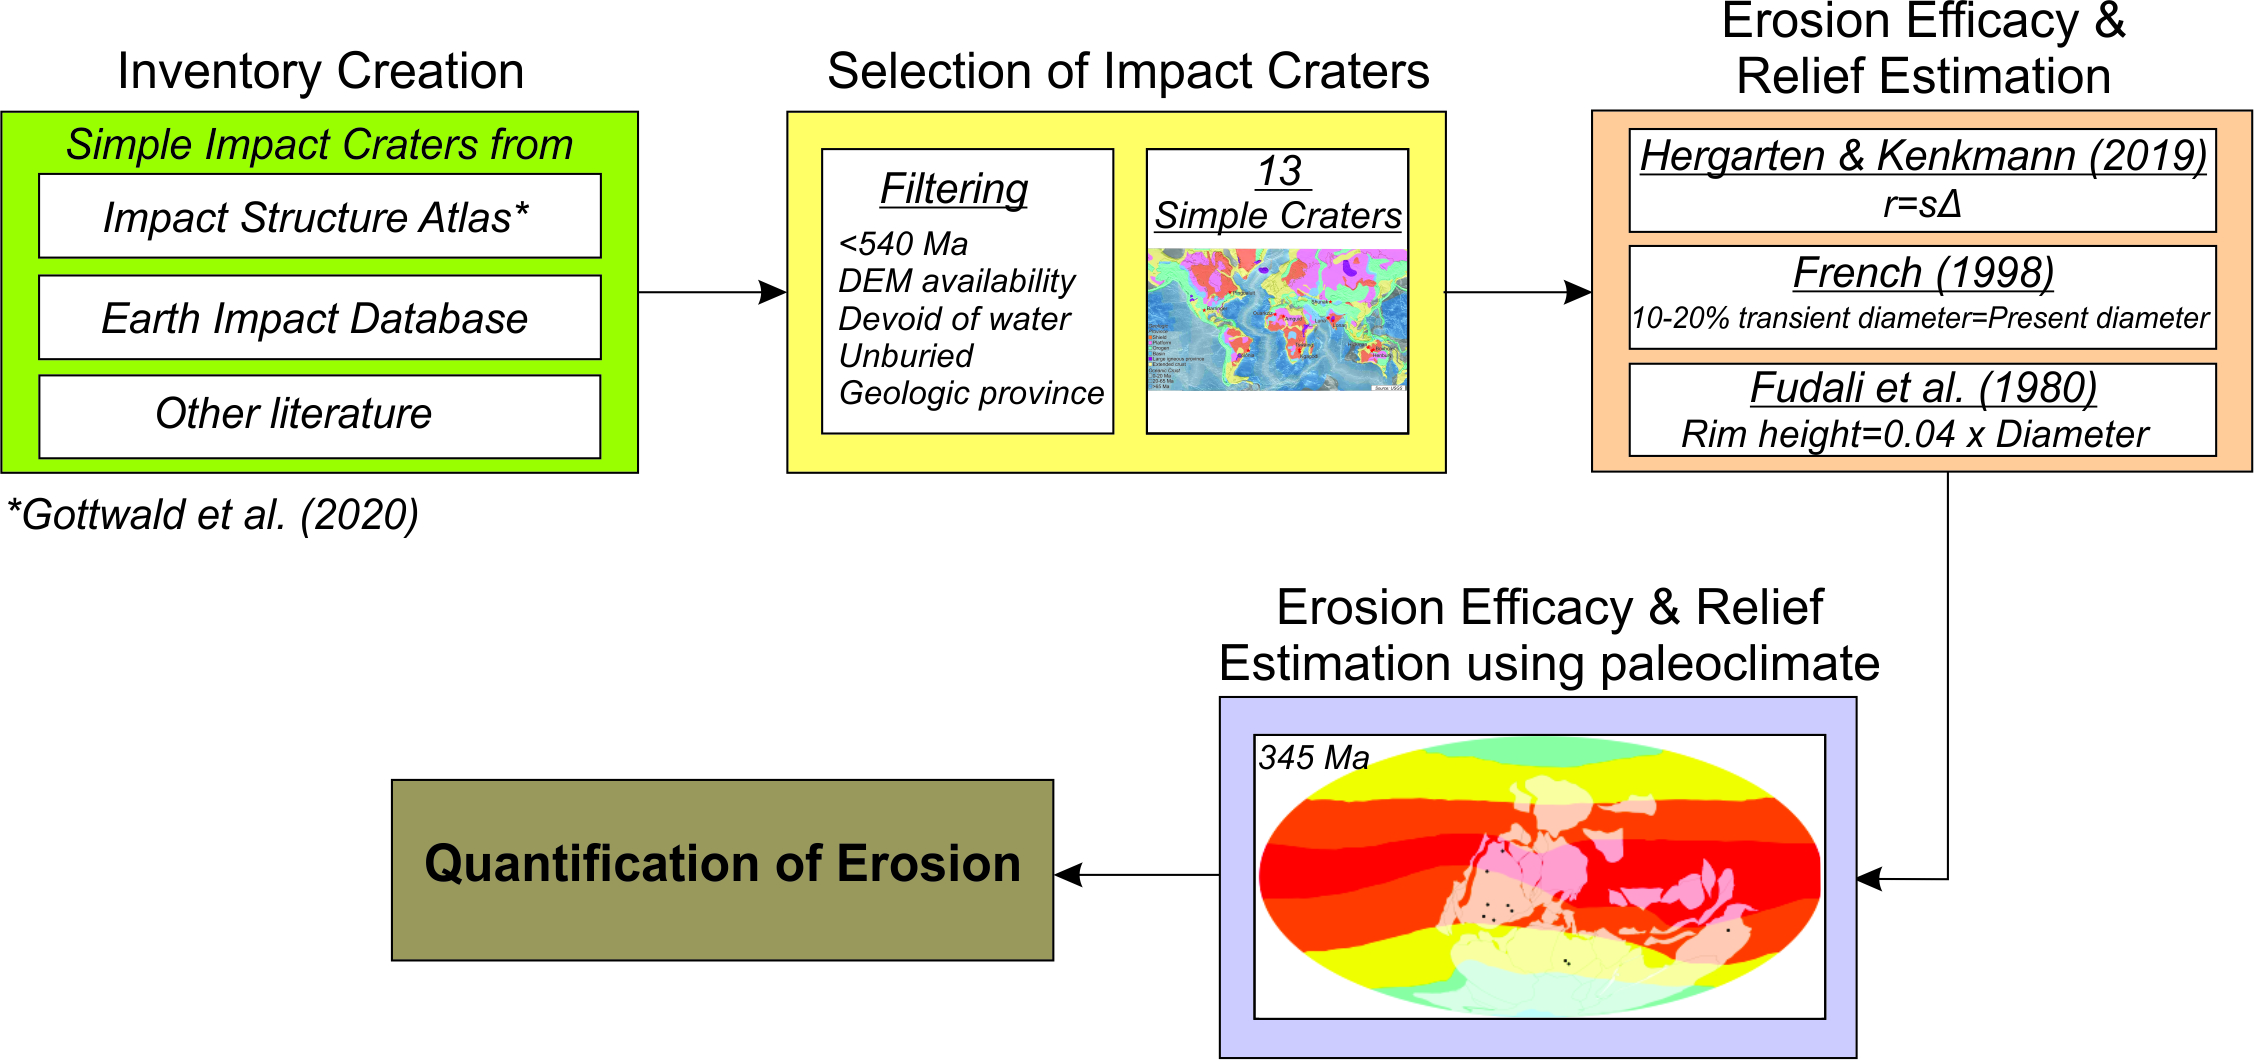 Inventory Creation
Simple Impact Craters from
Impact Structure Atlas*
Earth Impact Database
Other literature
*Gottwald et al. (2020)
Selection of Impact Craters
Filtering
<540 Ma
DEM availability
Devoid of water
Unburied
Geologic province
13
Simple Craters
Erosion Efficacy &
Relief Estimation
Hergarten & Kenkmann (2019)
r=sΔ
French (1998)
10-20% transient diameter=Present diameter
Fudali et al. (1980)
Rim height=0.04 x Diameter
Erosion Efficacy & Relief
Estimation using paleoclimate
345 Ma
Quantification of Erosion